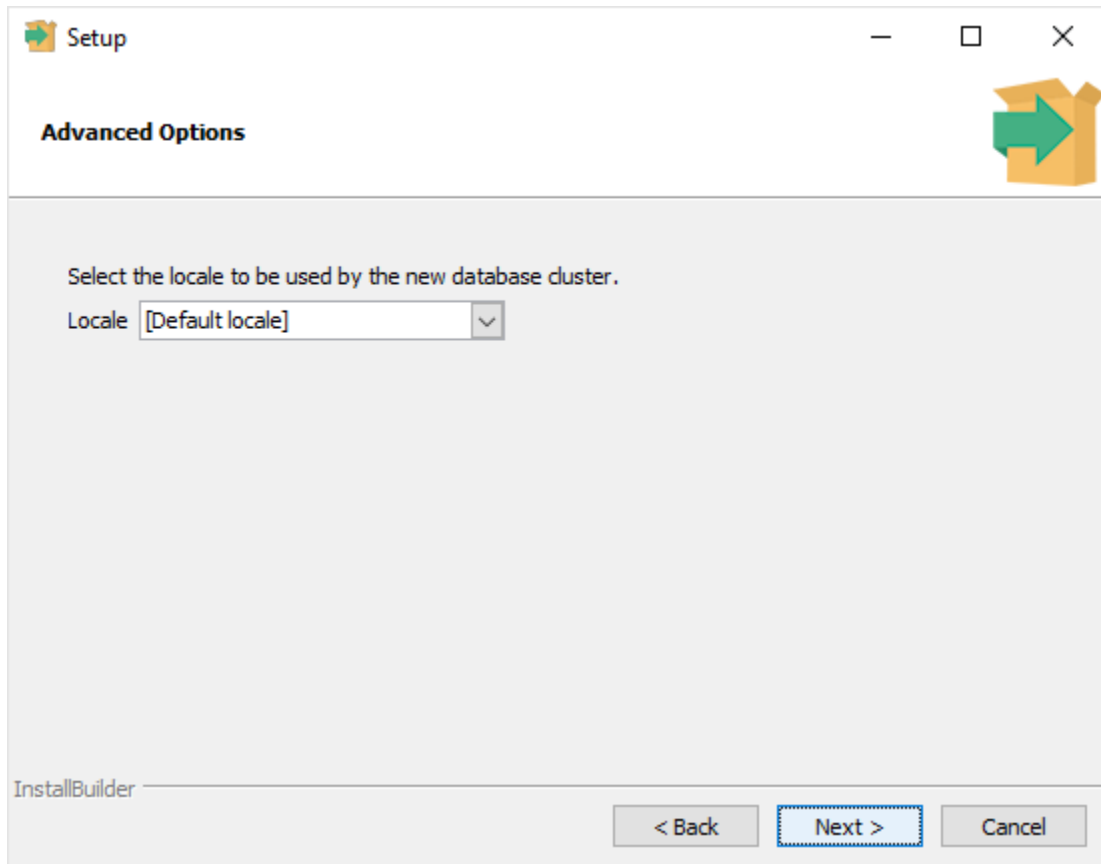 Setup
Advanced Options
Select the locale to be used by the new database cluster.
Locale [Default locale]
InstallBuilder
< Back Next > Cancel